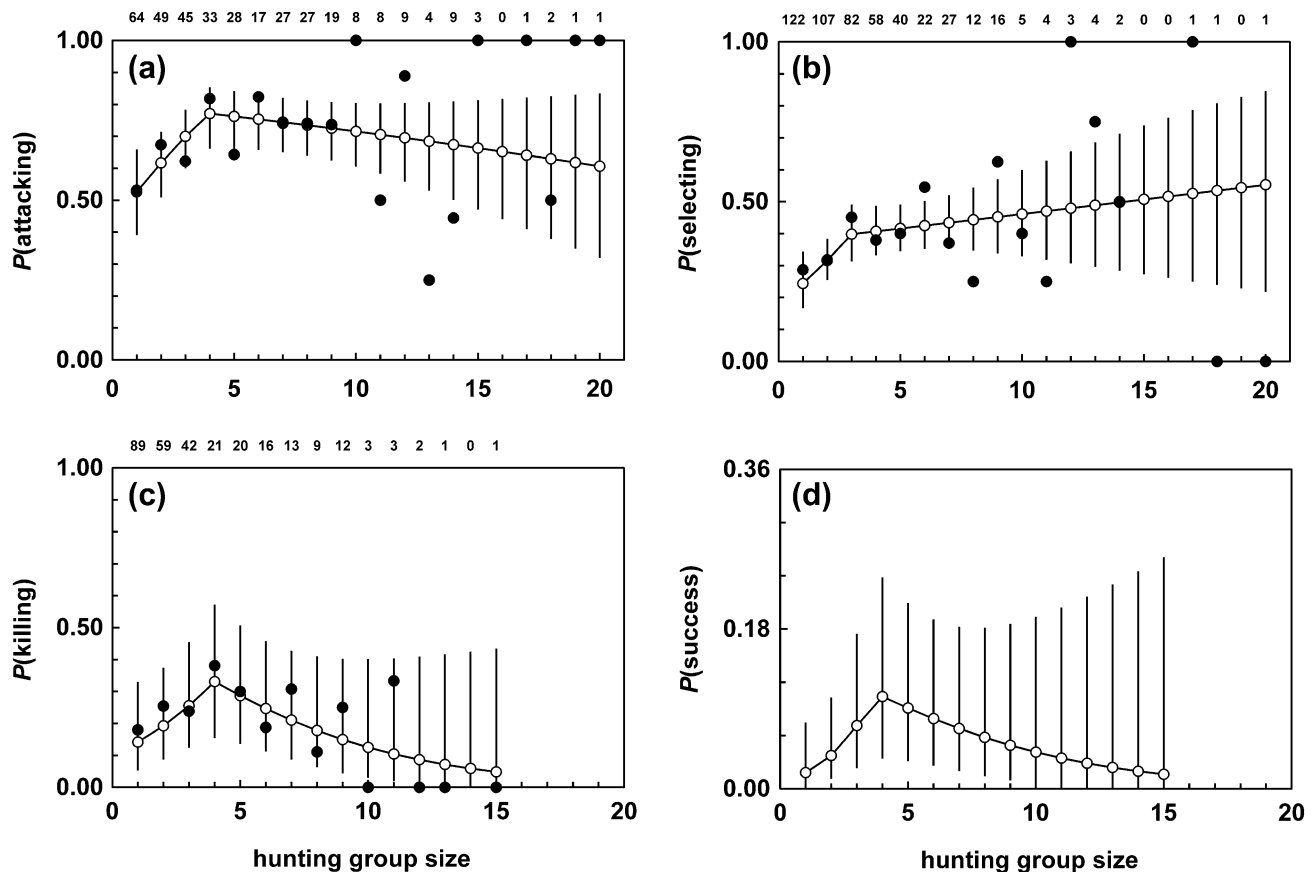 64 49 45 33 28 17 27 27 19 8 8 9 4 9 3 0 1 2 1 1
(a)
1.00
0.50
0.00
P(attacking)
0 5 10 15 20
122 107 82 58 40 22 27 12 16 5 4 3 4 2 0 0 1 1 0 1
(b)
1.00
0.50
0.00
P(selecting)
0 5 10 15 20
89 59 42 21 20 16 13 9 12 3 3 2 1 0 1
(c)
1.00
0.50
0.00
P(killing)
0 5 10 15 20
hunting group size
(d)
0.36
0.18
0.00
P(success)
0 5 10 15 20
hunting group size